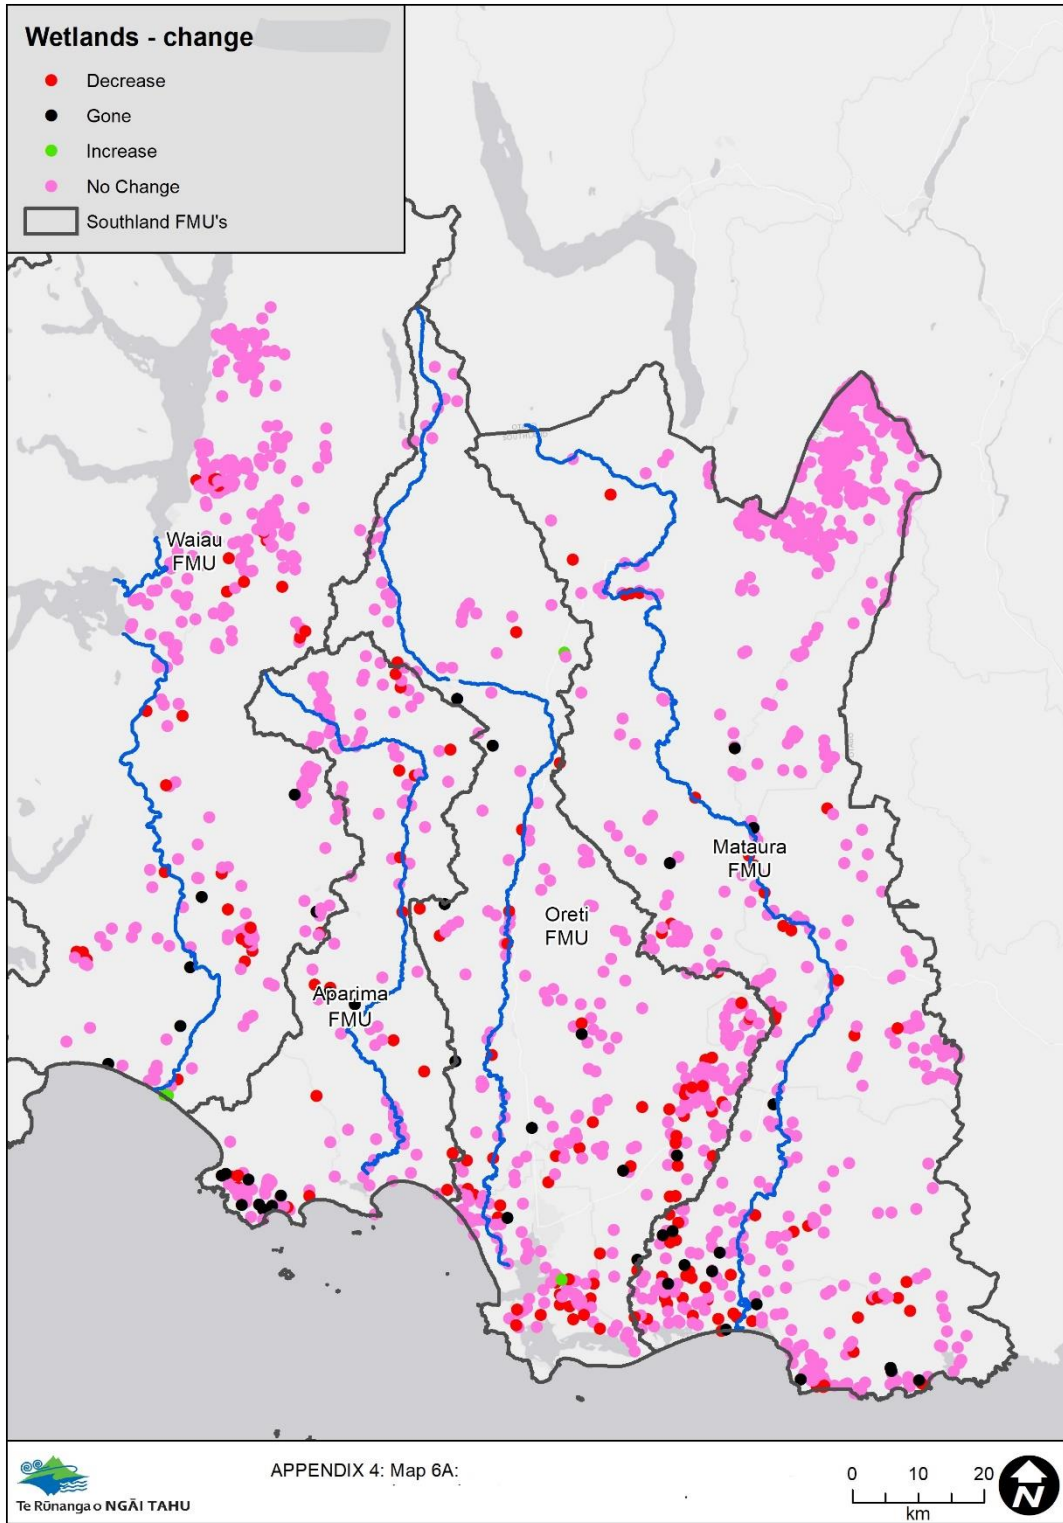 Wetlands - change
Decrease
Gone
Increase
No Change
Southland FMU's
SOUTHLAND
Waiau
FMU
Mataura
FMU
Oreti
FMU
Aparima
FMU
Te Rūnanga o NGĀI TAHU
APPENDIX 4: Map 6A:
0 10 20
km
N